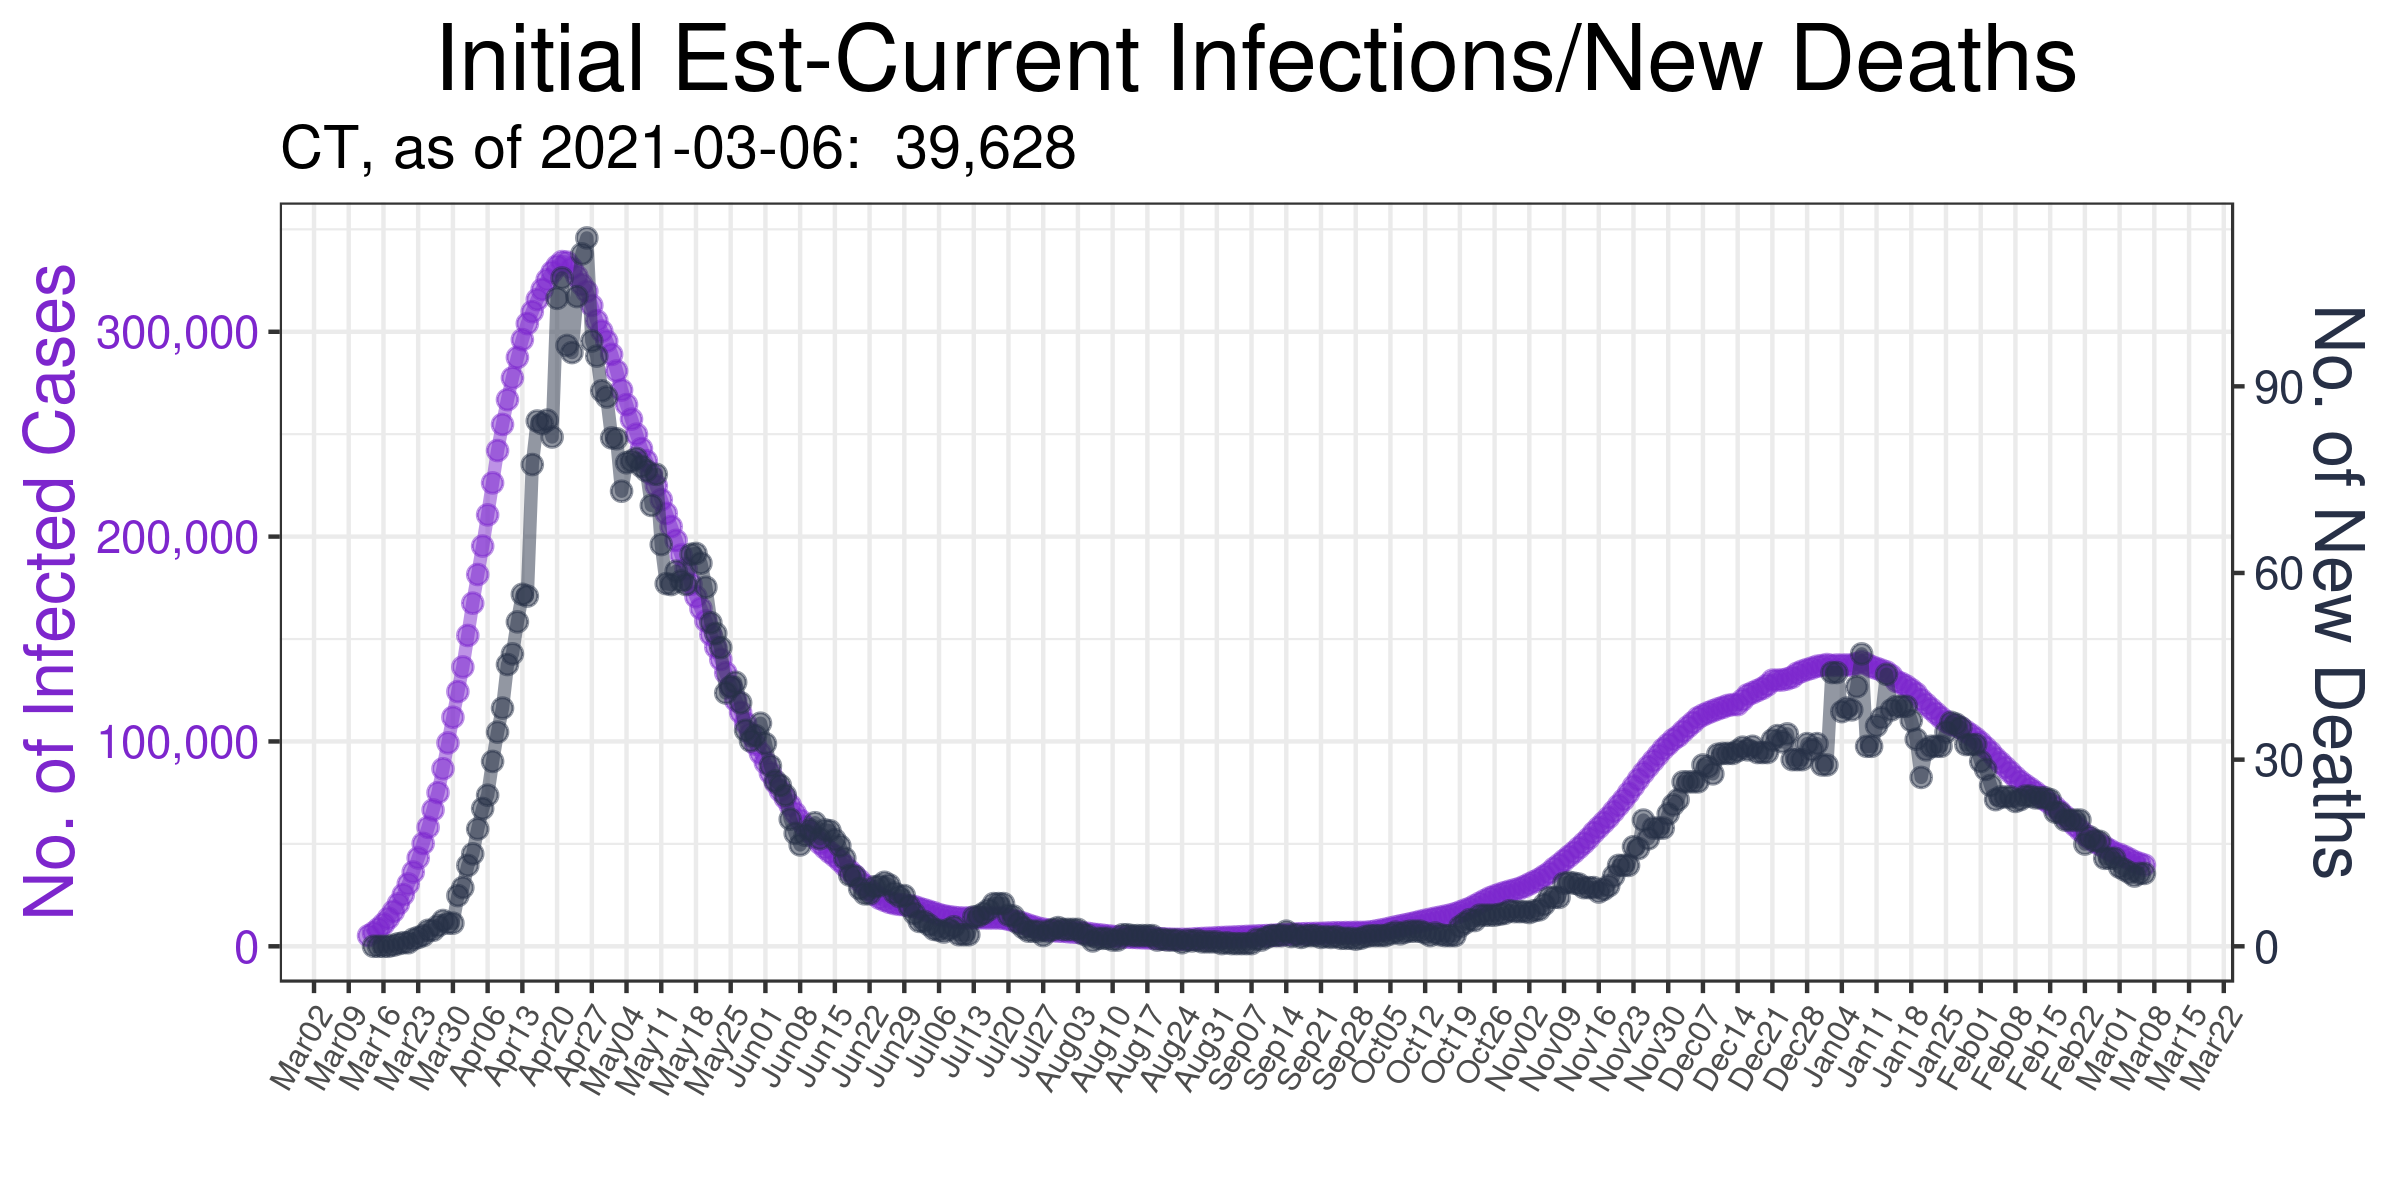 Initial Est-Current Infections/New Deaths
CT, as of 2021-03-06:  39,628
No. of Infected Cases
300,000
200,000
100,000
0
90
60
30
0
No. of New Deaths
Mar02 Mar09 Mar16 Mar23 Mar30 Apr06 Apr13 Apr20 Apr27 May04 May11 May18 May25 Jun01 Jun08 Jun15 Jun22 Jun29 Jul06 Jul13 Jul20 Jul27 Aug03 Aug10 Aug17 Aug24 Aug31 Sep07 Sep14 Sep21 Sep28 Oct05 Oct12 Oct19 Oct26 Nov02 Nov09 Nov16 Nov23 Nov30 Dec07 Dec14 Dec21 Dec28 Jan04 Jan11 Jan18 Jan25 Feb01 Feb08 Feb15 Feb22 Mar01 Mar08 Mar15 Mar22